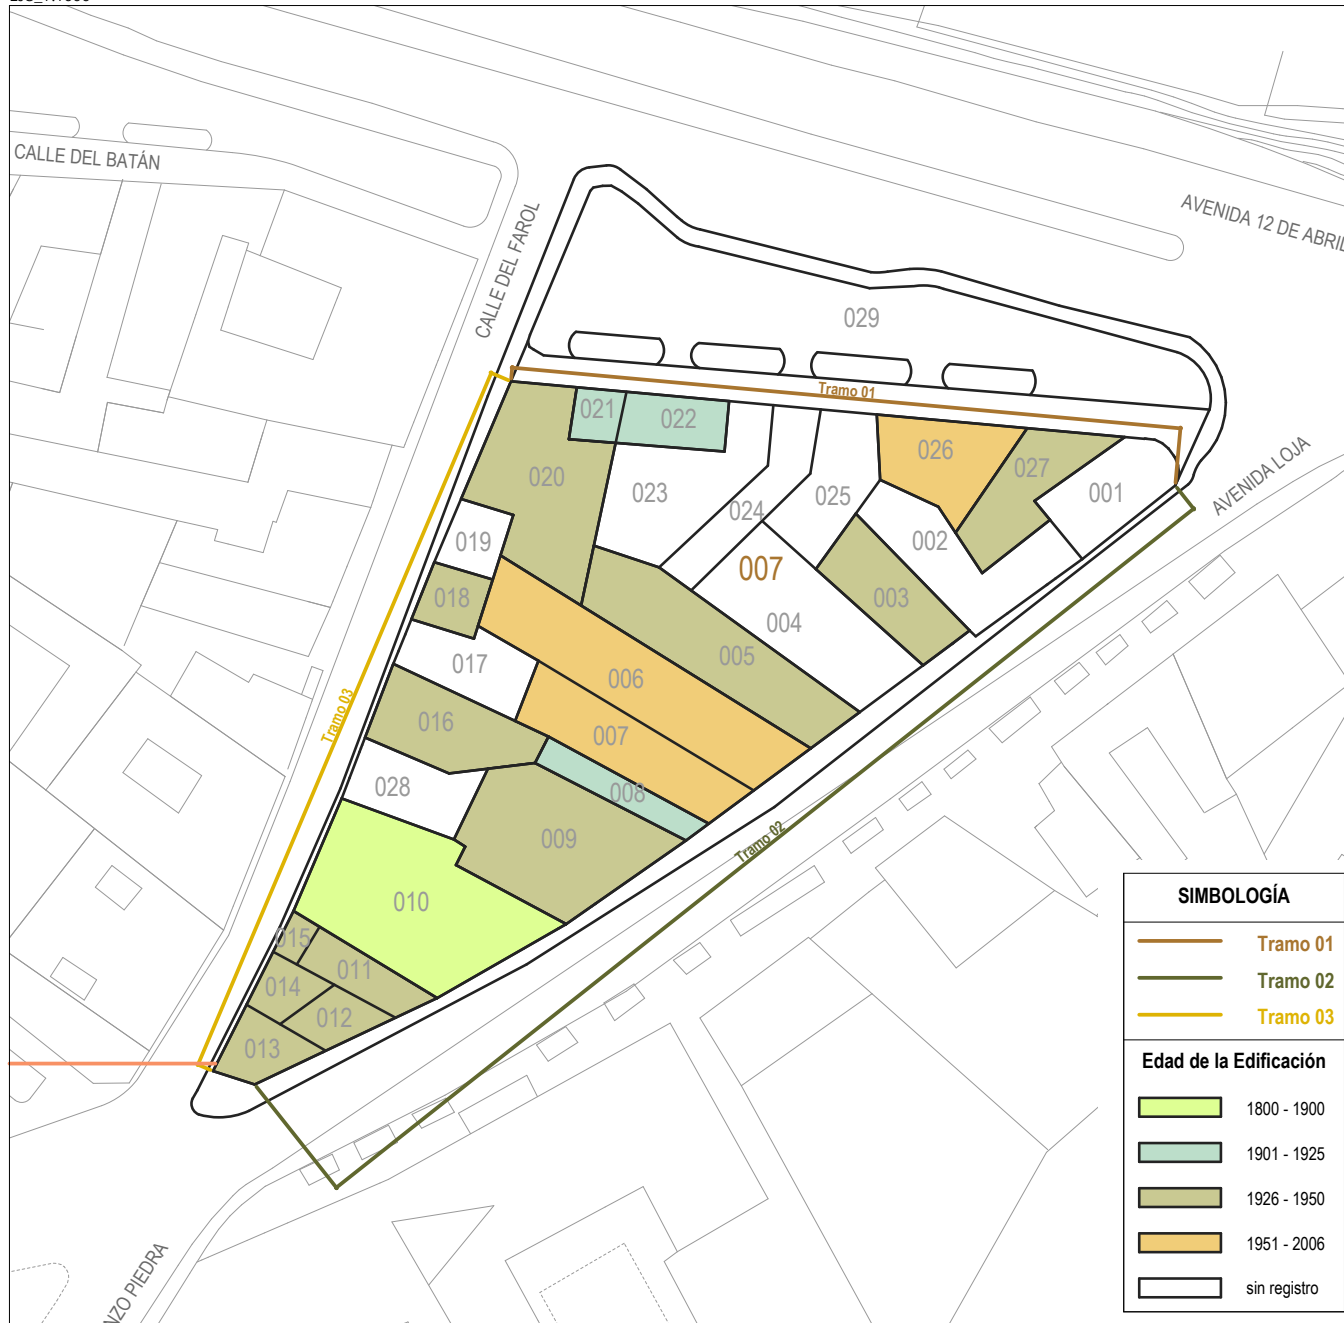 CALLE DEL BATÁN
CALLE DEL FAROL
AVENIDA 12 DE ABRIL
AVENIDA LOJA
029
Tramo 01
021
022
020
023
024
025
026
027
001
002
019
018
017
007
003
004
005
006
007
016
Tramo 03
028
008
009
Tramo 02
010
015
011
014
012
013
NZO PIEDRA
SIMBOLOGÍA
Tramo 01
Tramo 02
Tramo 03
Edad de la Edificación
1800 - 1900
1901 - 1925
1926 - 1950
1951 - 2006
sin registro